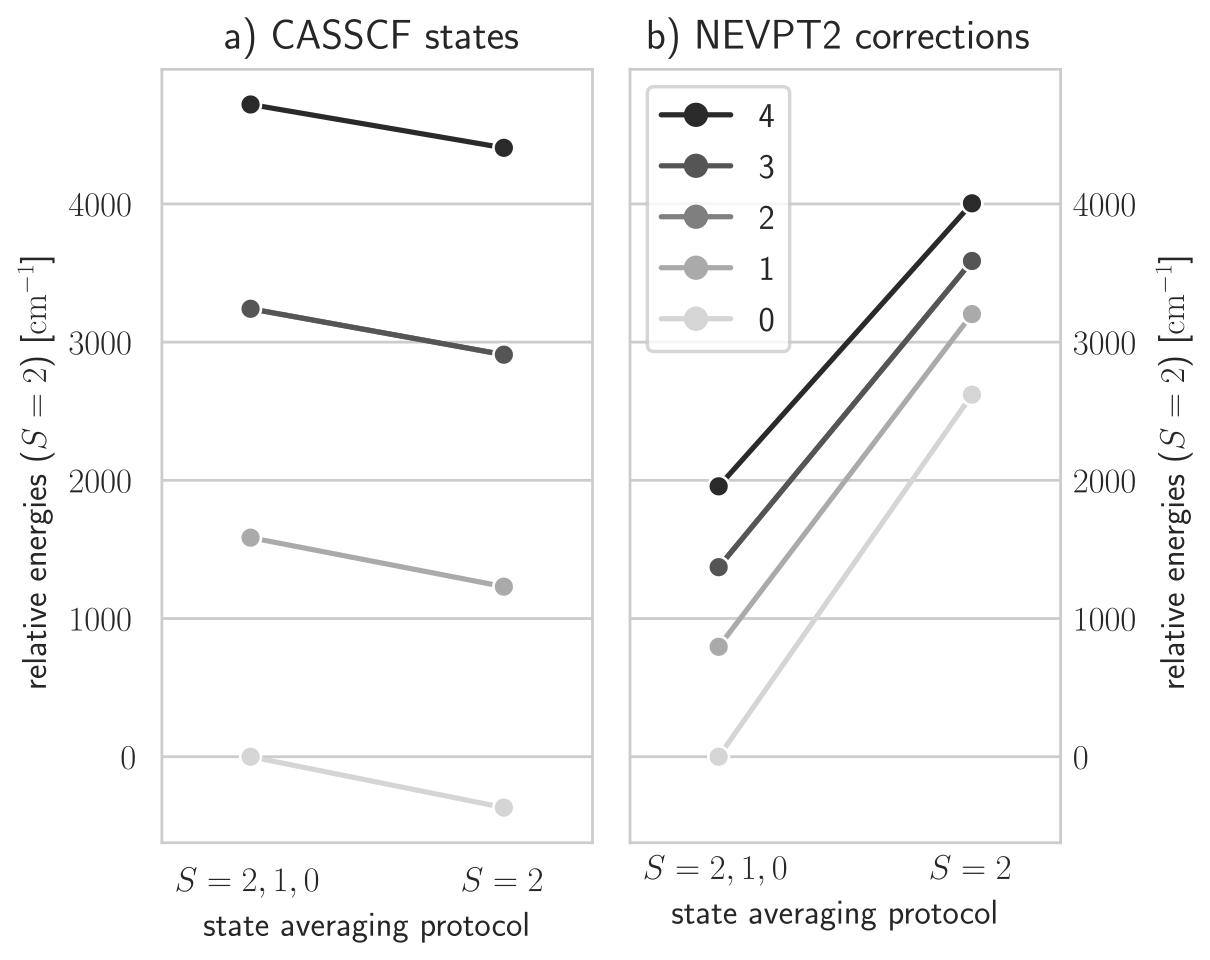 a) CASSCF states
b) NEVPT2 corrections
4
3
2
1
0
4000
3000
2000
1000
0
relative energies (S = 2) [cm⁻¹]
4000
3000
2000
1000
0
relative energies (S = 2) [cm⁻¹]
S = 2, 1, 0
S = 2
state averaging protocol
S = 2, 1, 0
S = 2
state averaging protocol